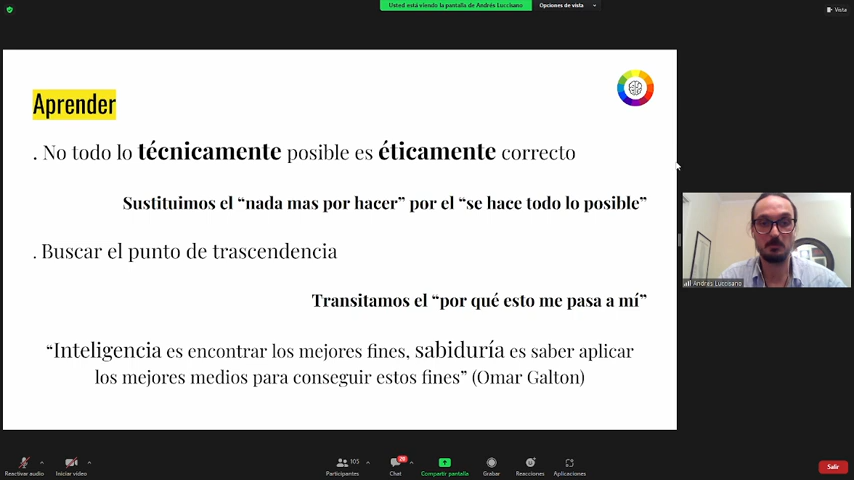 Usted está viendo la pantalla de Andrés Luccisano
Opciones de vista
Vista
Aprender
. No todo lo técnicamente posible es éticamente correcto
Sustituimos el “nada mas por hacer” por el “se hace todo lo posible”
. Buscar el punto de trascendencia
Transitamos el “por qué esto me pasa a mí”
“Inteligencia es encontrar los mejores fines, sabiduría es saber aplicar
los mejores medios para conseguir estos fines” (Omar Galton)
Andrés Luccisano
Reactivar audio
Iniciar video
105
Participantes
28
Chat
Compartir pantalla
Grabar
Reacciones
Aplicaciones
Salir